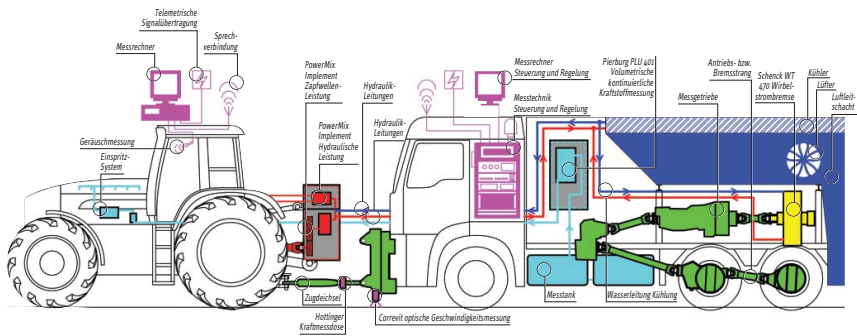 Telemetrische
Signalübertragung
Messrechner
Sprech-
verbindung
PowerMix
Implement
Zapfwellen-
Leistung
Hydraulik-
Leitungen
PowerMix
Implement
Hydraulische
Leistung
Hydraulik-
Leitungen
Geräuschmessung
Einspritz-
System
Messrechner
Steuerung und Regelung
Messtechnik
Steuerung und Regelung
Pierburg PLU 401
Volumetrische
kontinuierliche
Kraftstoffmessung
Antriebs- bzw.
Bremsstrang
Messgetriebe
Schenck WT
470 Wirbel-
strombremse
Kühler
Lüfter
Luftleit-
schacht
Zugdeichsel
Hottinger
Kraftmessdose
Correvit optische Geschwindigkeitsmessung
Messtank
Wasserleitung Kühlung